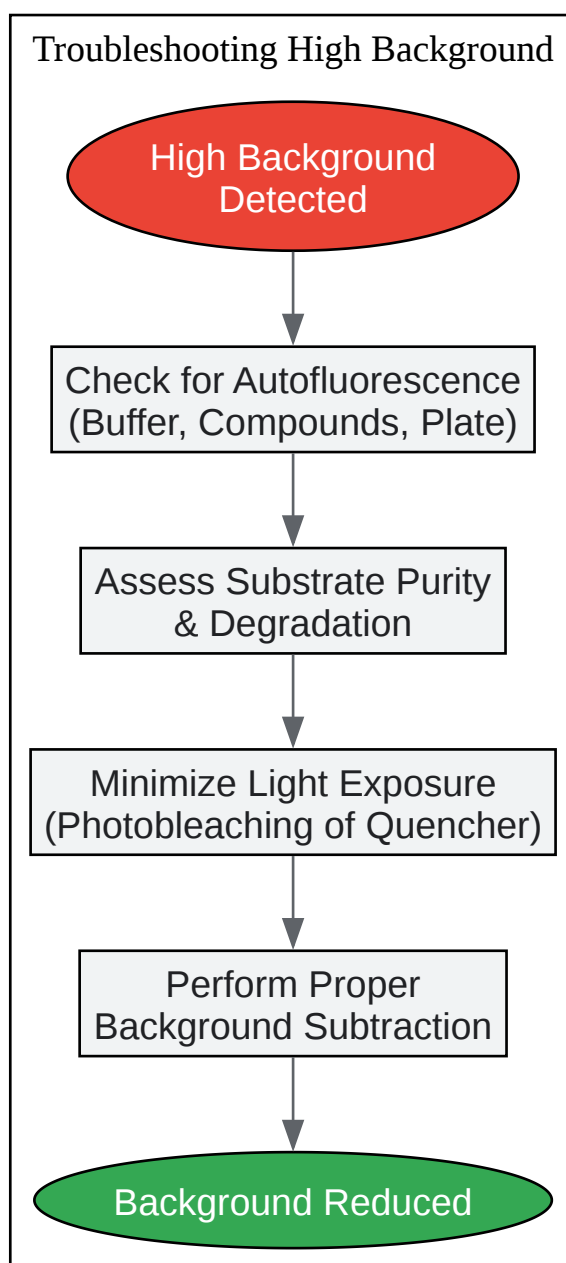 Troubleshooting High Background
High Background
Detected
Check for Autofluorescence
(Buffer, Compounds, Plate)
Assess Substrate Purity
& Degradation
Minimize Light Exposure
(Photobleaching of Quencher)
Perform Proper
Background Subtraction
Background Reduced